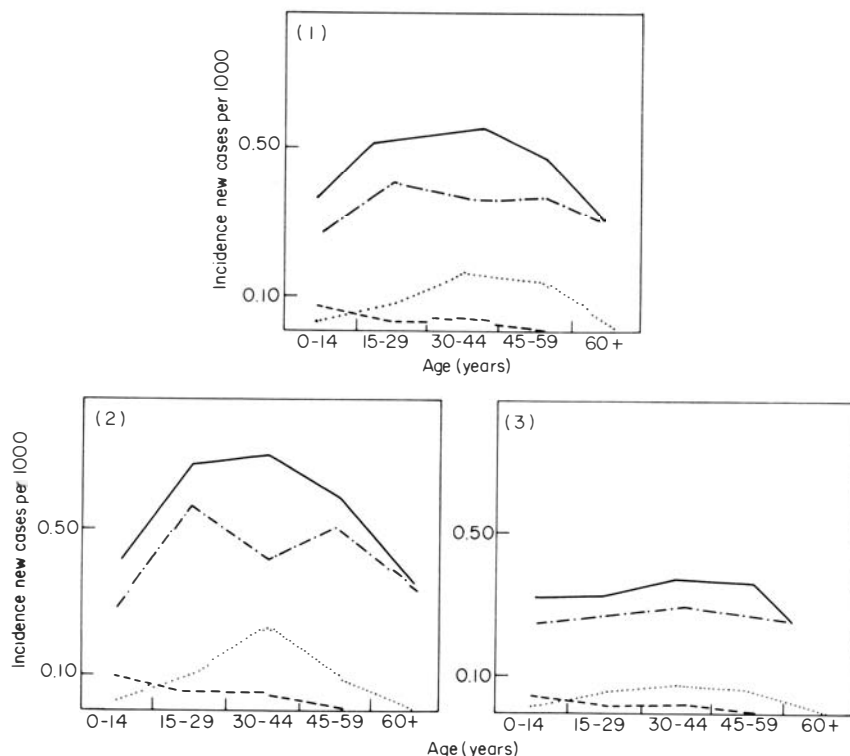 (1)
Incidence new cases per 1000
0.50
0.10
0-14 15-29 30-44 45-59 60+
Age (years)
(2)
Incidence new cases per 1000
0.50
0.10
0-14 15-29 30-44 45-59 60+
(3)
0.50
0.10
0-14 15-29 30-44 45-59 60+
Age (years)